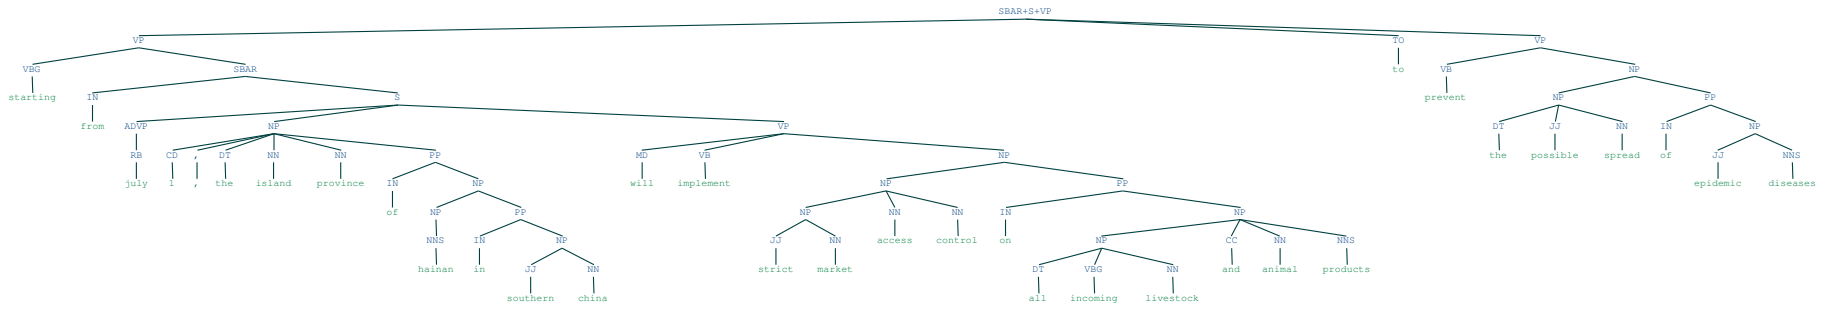 SBAR+S+VP
VP TO VP
VBG SBAR to VB NP
starting IN S prevent NP PP
from ADVP NP VP DT JJ NN IN NP
RB CD , DT NN NN PP MD VB NP the possible spread of JJ NNS
july 1 , the island province IN NP will implement NP PP epidemic diseases
of NP PP NP NN NN IN NP
NNS IN NP JJ NN access control on NP CC NN NNS
hainan in JJ NN strict market DT VBG NN and animal products
southern china all incoming livestock